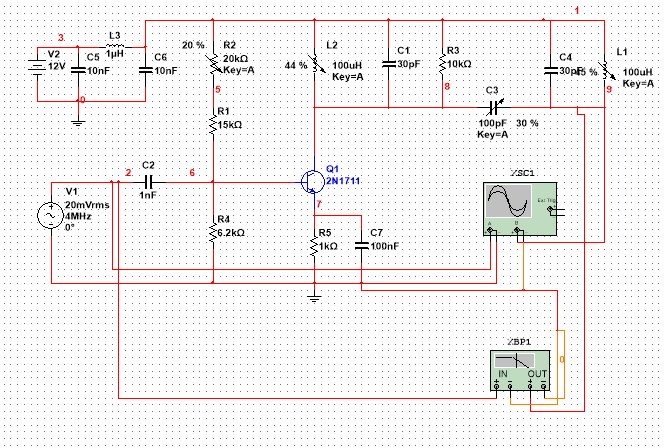 1
3
L3
1µH
V2
12V
C5
10nF
C6
10nF
0
20 %
R2
20kΩ
Key=A
5
44 %
L2
100uH
Key=A
C1
30pF
R3
10kΩ
8
C4
30pF
45 %
L1
100uH
Key=A
9
C3
100pF 30 %
Key=A
R1
15kΩ
2
C2
1nF
6
Q1
2N1711
7
V1
20mVrms
4MHz
0°
R4
6.2kΩ
R5
1kΩ
C7
100nF
XSC1
Ext Trig
A
B
XBP1
IN OUT
0